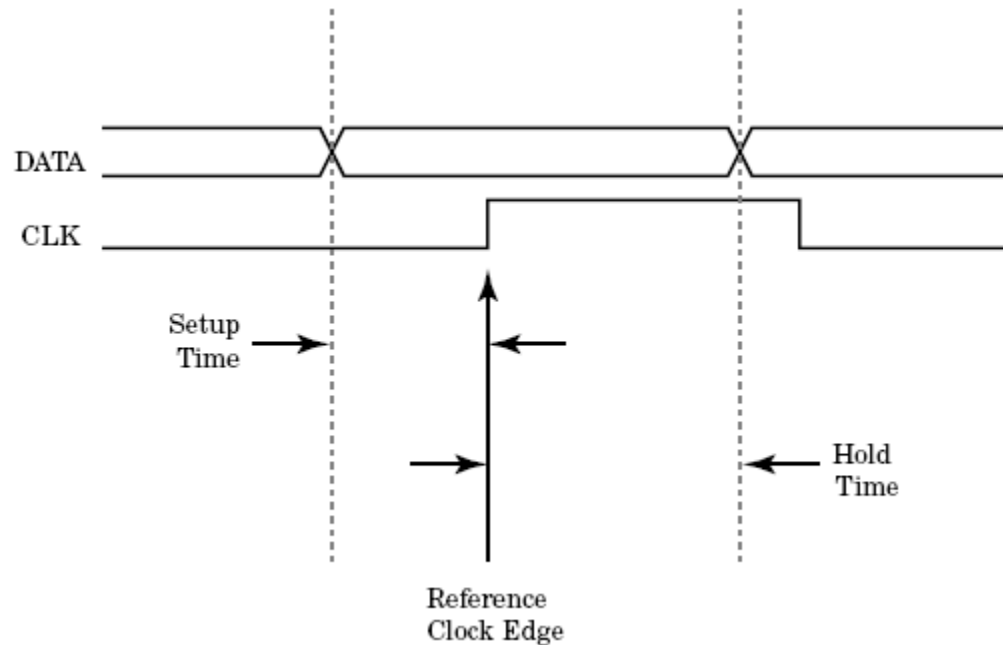 DATA
CLK
Setup
Time
Hold
Time
Reference
Clock Edge